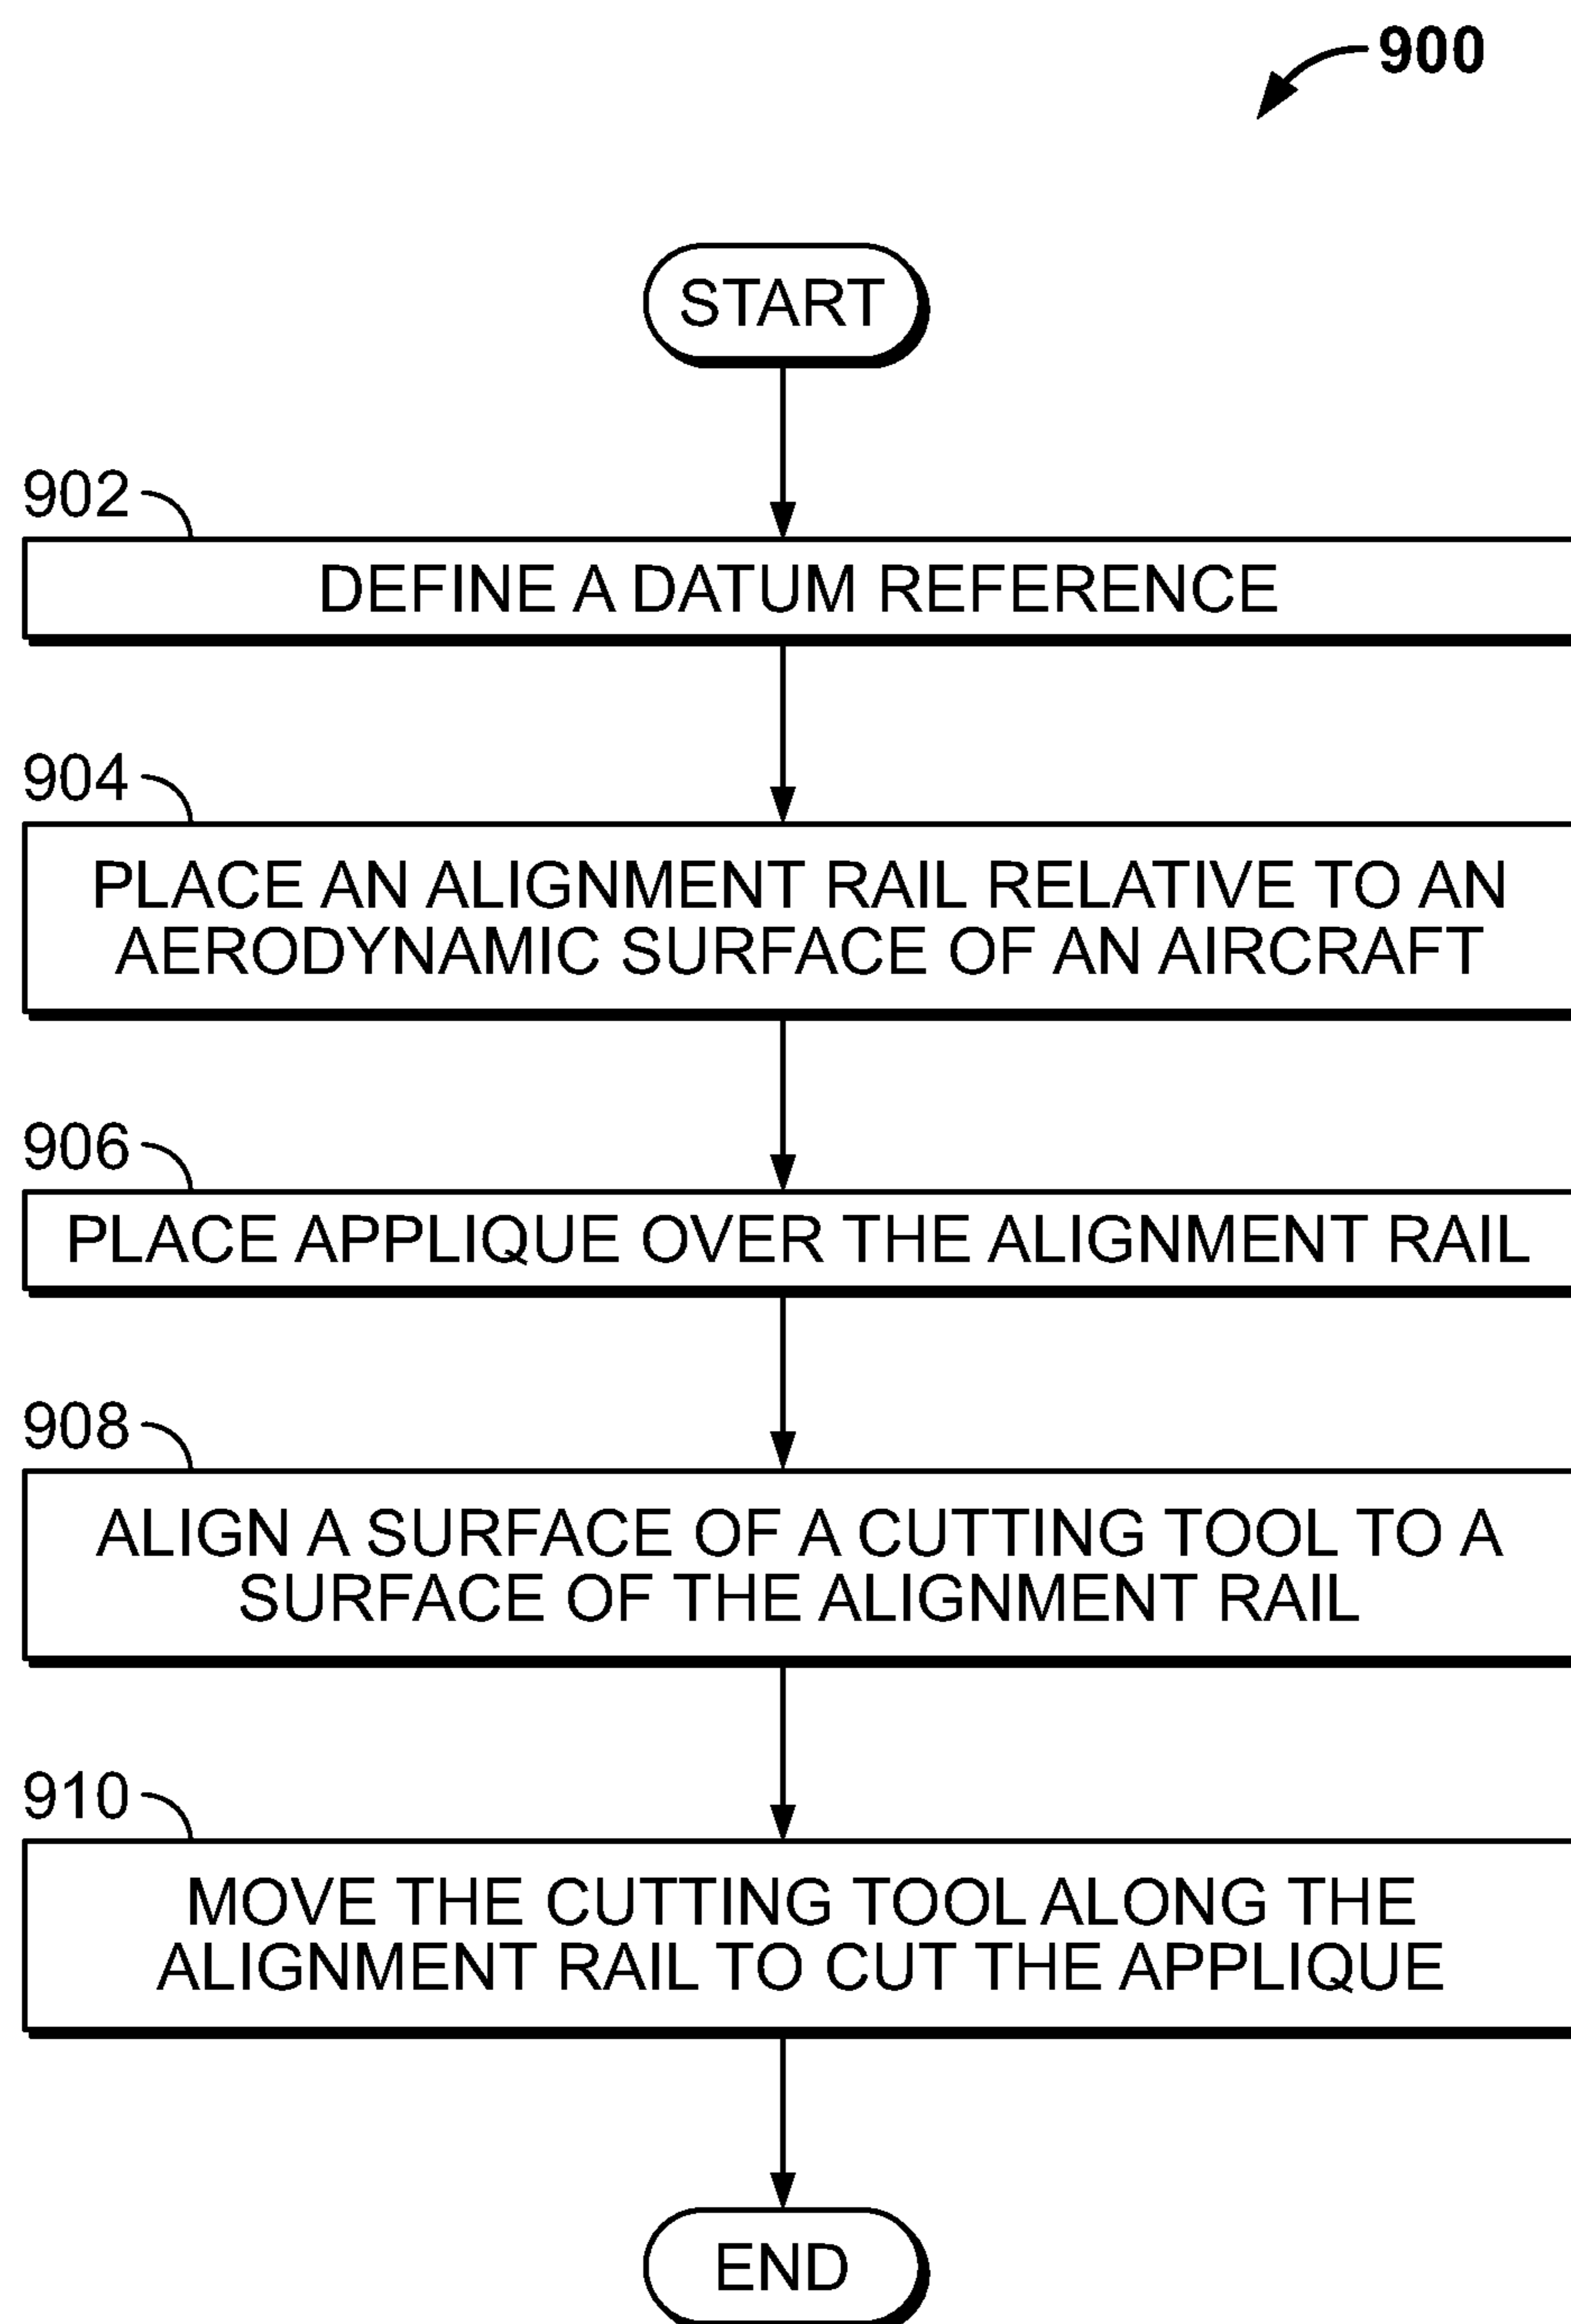 900
START
902
DEFINE A DATUM REFERENCE
904
PLACE AN ALIGNMENT RAIL RELATIVE TO AN
AERODYNAMIC SURFACE OF AN AIRCRAFT
906
PLACE APPLIQUE OVER THE ALIGNMENT RAIL
908
ALIGN A SURFACE OF A CUTTING TOOL TO A
SURFACE OF THE ALIGNMENT RAIL
910
MOVE THE CUTTING TOOL ALONG THE
ALIGNMENT RAIL TO CUT THE APPLIQUE
END